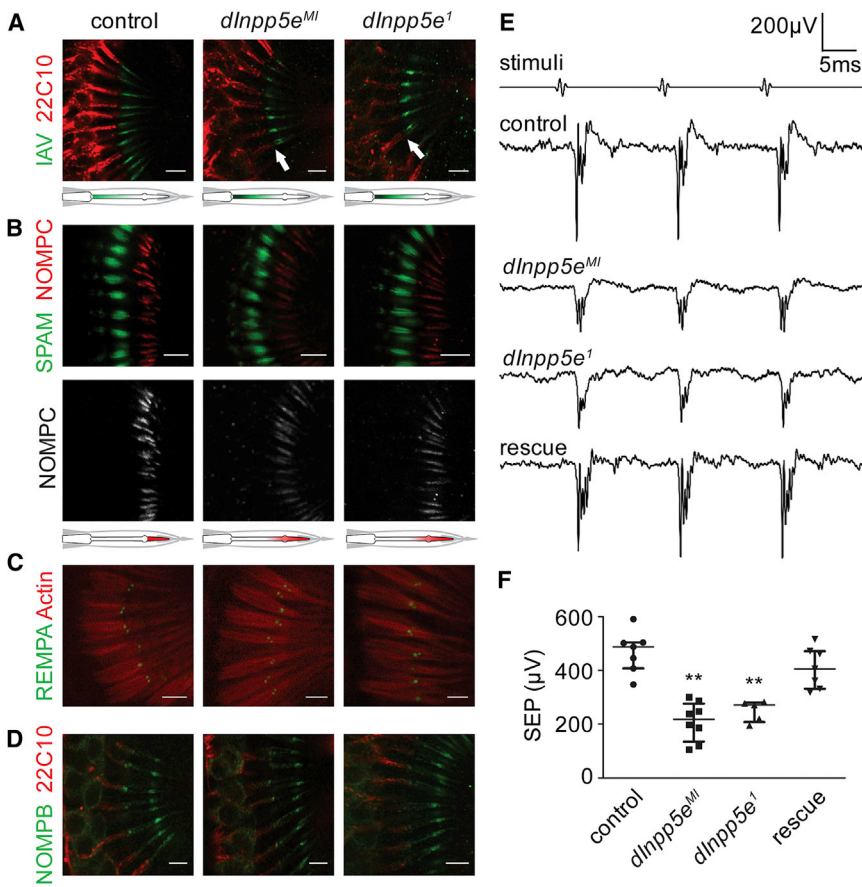 A
control
dInpp5e^MI
dInpp5e^1
IAV 22C10
B
SPAM NOMPC
NOMPC
C
REMPA Actin
D
NOMPB 22C10
E
200μV
5ms
stimuli
control
dInpp5e^MI
dInpp5e^1
rescue
F
SEP (μV)
600
400
200
0
** **
control
dInpp5e^MI
dInpp5e^1
rescue